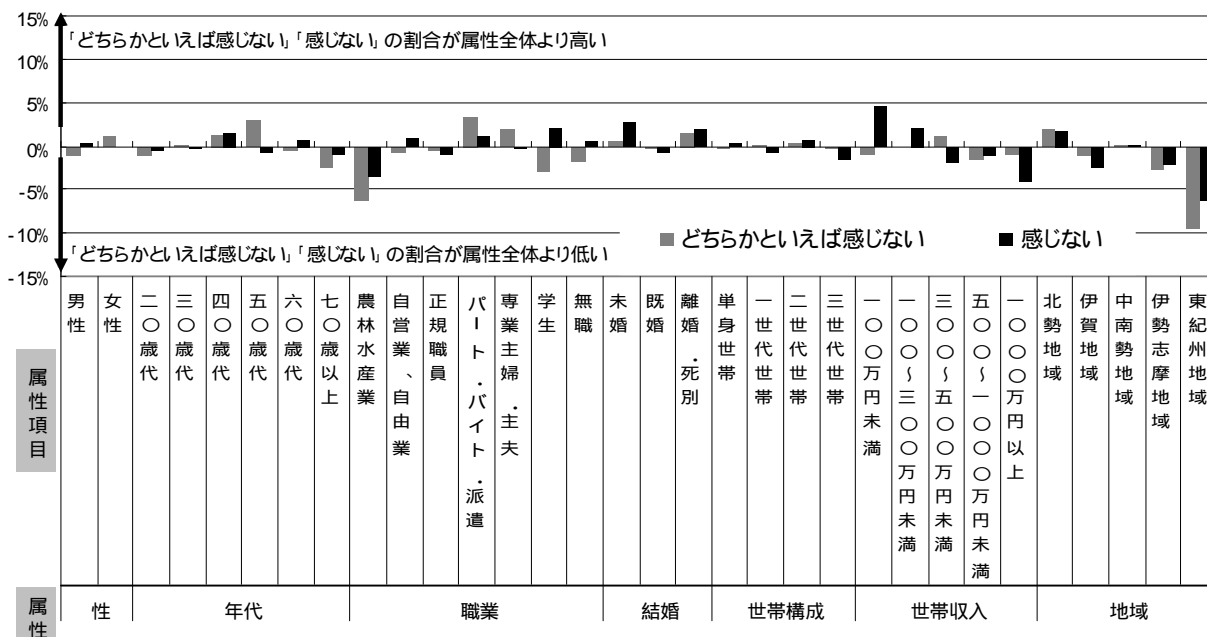 15%
「どちらかといえば感じない」「感じない」の割合が属性全体より高い
10%
5%
0%
-5%
-10%
どちらかといえば感じない
感じない
「どちらかといえば感じない」「感じない」の割合が属性全体より低い
-15%
属性項目
男性
女性
二〇歳代
三〇歳代
四〇歳代
五〇歳代
六〇歳代
七〇歳以上
農林水産業
自営業、自由業
正規職員
パート・バイト・派遣
専業主婦・主夫
学生
無職
未婚
既婚
離婚・死別
単身世帯
一世代世帯
二世代世帯
三世代世帯
一〇〇万円未満
一〇〇～三〇〇万円未満
三〇〇～五〇〇万円未満
五〇〇～一〇〇〇万円未満
一〇〇〇万円以上
北勢地域
伊賀地域
中南勢地域
伊勢志摩地域
東紀州地域
属性
性
年代
職業
結婚
世帯構成
世帯収入
地域